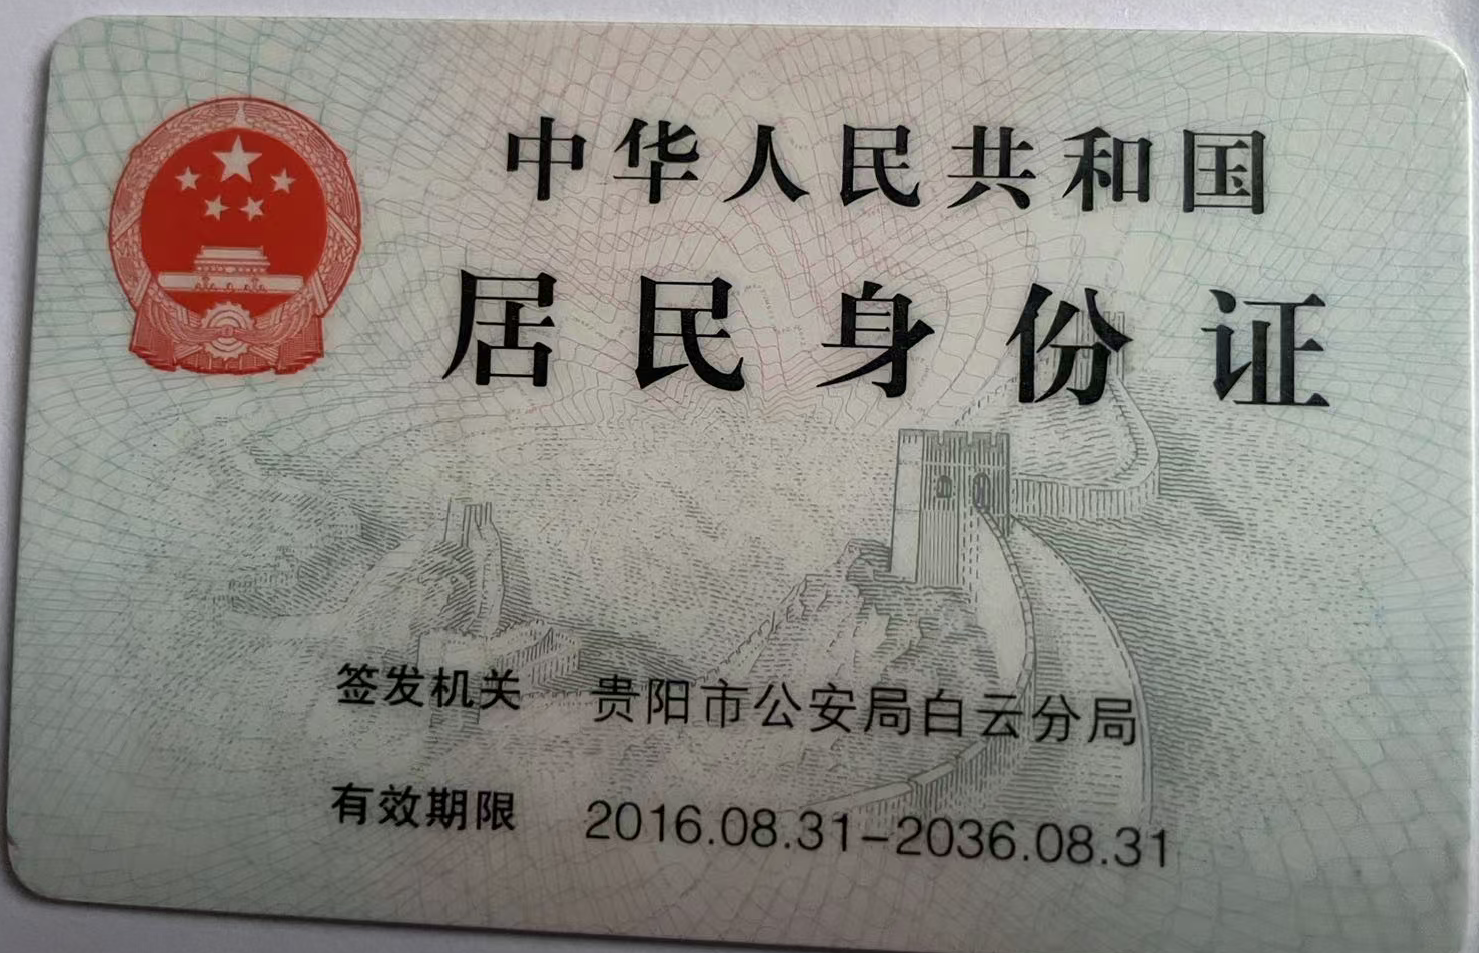 中华人民共和国
居民身份证
签发机关 贵阳市公安局白云分局
有效期限 2016.08.31-2036.08.31